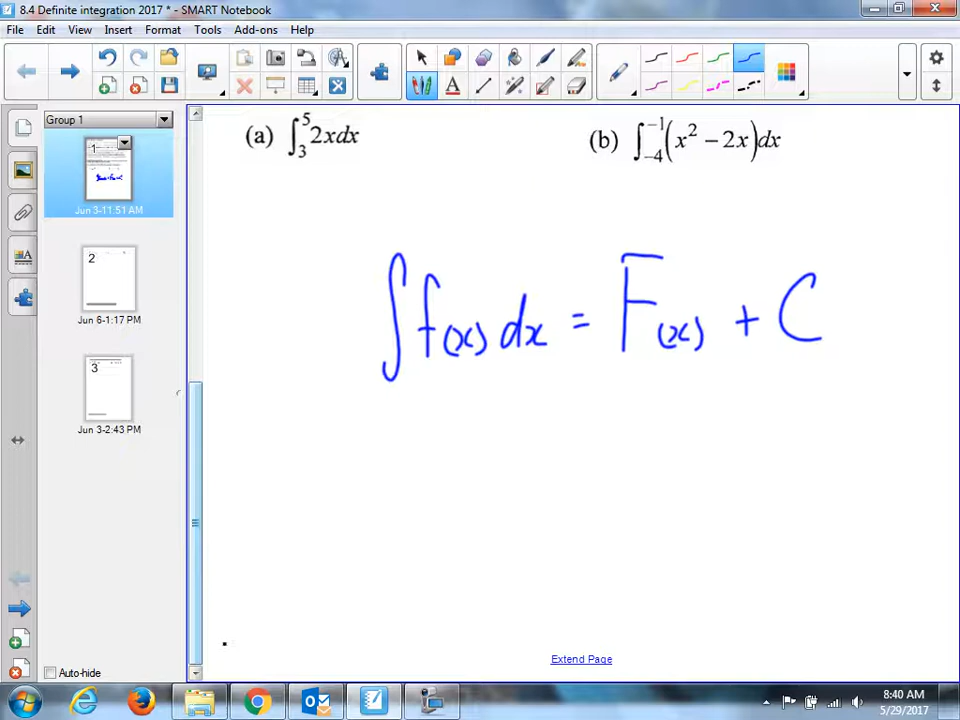 8.4 Definite integration 2017 * - SMART Notebook
File Edit View Insert Format Tools Add-ons Help
Group 1
1
Jun 3-11:51 AM
2
Jun 6-1:17 PM
3
Jun 3-2:43 PM
(a) ∫₃⁵ 2xdx
(b) ∫₋₄⁻¹ (x² − 2x)dx
∫f(x) dx = F(x) + C
Extend Page
Auto-hide
8:40 AM
5/29/2017